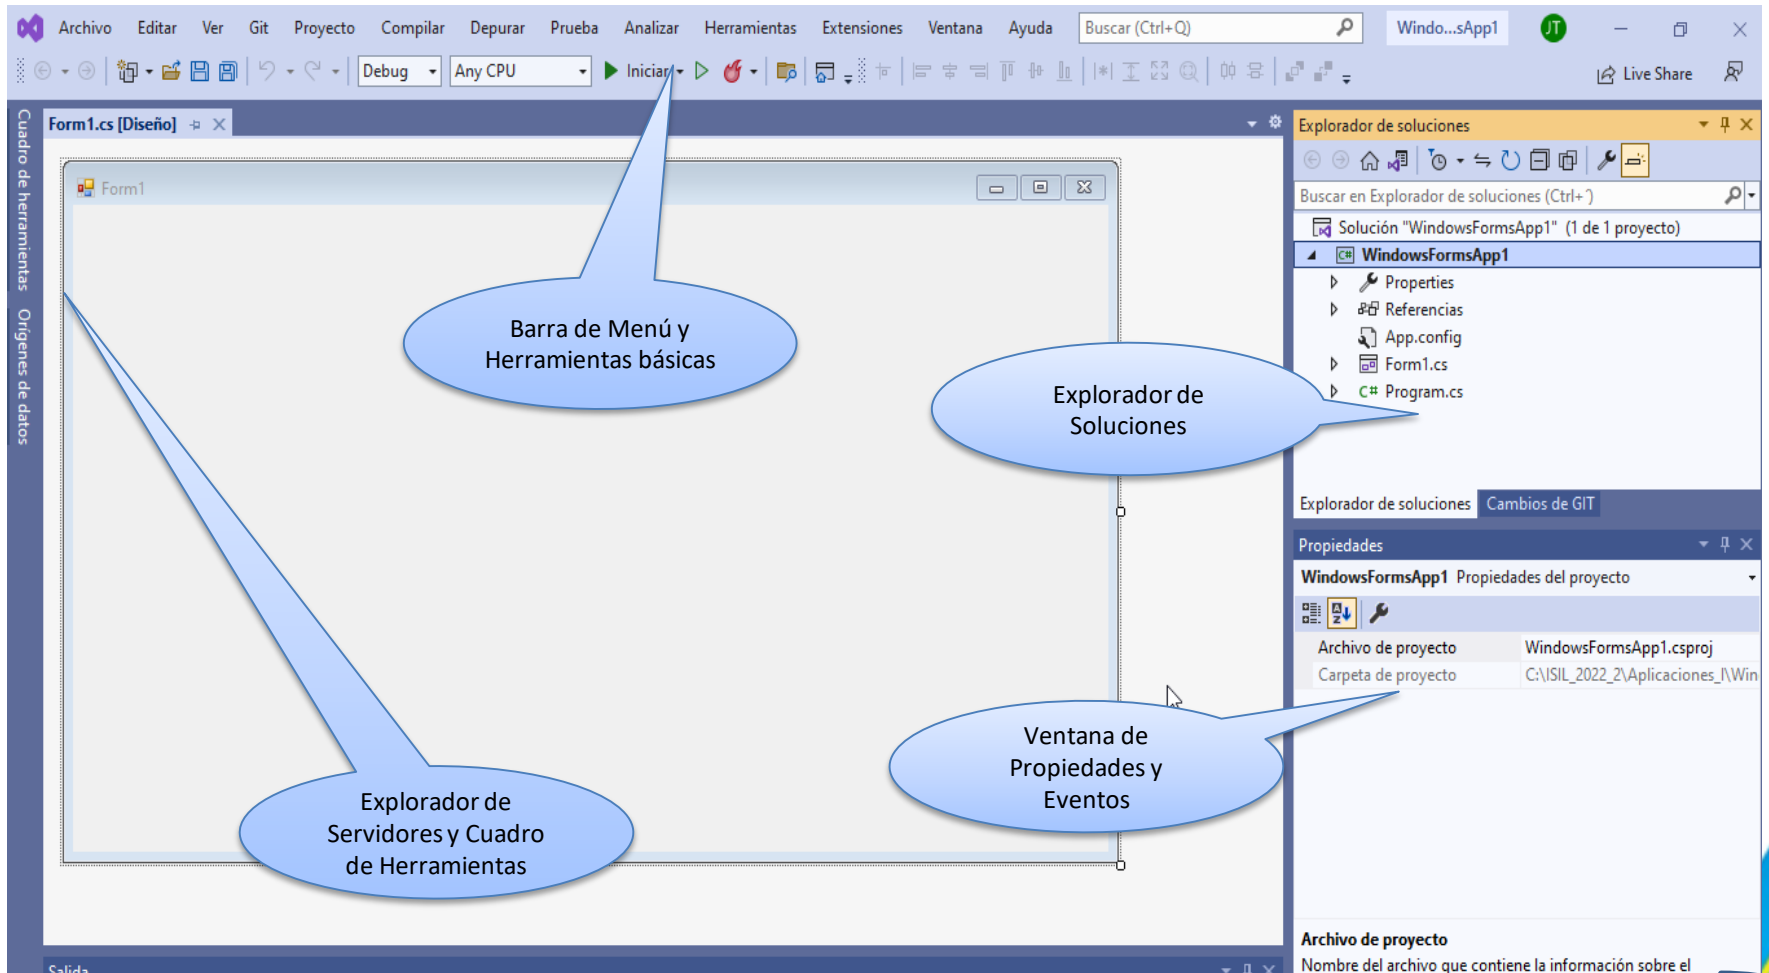 Archivo Editar Ver Git Proyecto Compilar Depurar Prueba Analizar Herramientas Extensiones Ventana Ayuda Buscar (Ctrl+Q) Windo...sApp1 JT
Debug Any CPU Iniciar Live Share
Cuadro de herramientas
Orígenes de datos
Form1.cs [Diseño]
Form1
Barra de Menú y
Herramientas básicas
Explorador de
Soluciones
Explorador de
Servidores y Cuadro
de Herramientas
Ventana de
Propiedades y
Eventos
Salida
Explorador de soluciones
Buscar en Explorador de soluciones (Ctrl+´)
Solución "WindowsFormsApp1" (1 de 1 proyecto)
C# WindowsFormsApp1
Properties
Referencias
App.config
Form1.cs
C# Program.cs
Explorador de soluciones Cambios de GIT
Propiedades
WindowsFormsApp1 Propiedades del proyecto
Archivo de proyecto WindowsFormsApp1.csproj
Carpeta de proyecto C:\ISIL_2022_2\Aplicaciones_I\Win
Archivo de proyecto
Nombre del archivo que contiene la información sobre el